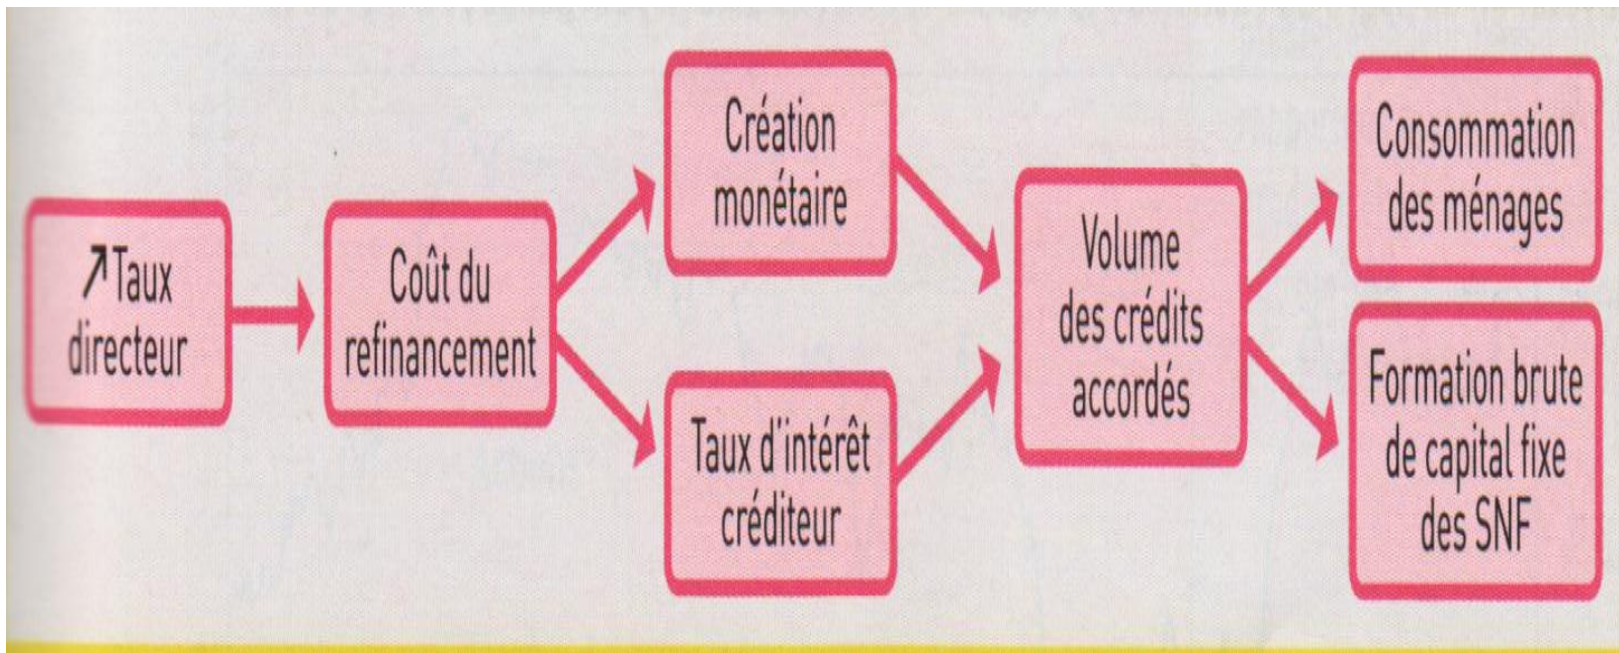 ↗Taux
directeur
Coût du
refinancement
Création
monétaire
Taux d'intérêt
créditeur
Volume
des crédits
accordés
Consommation
des ménages
Formation brute
de capital fixe
des SNF